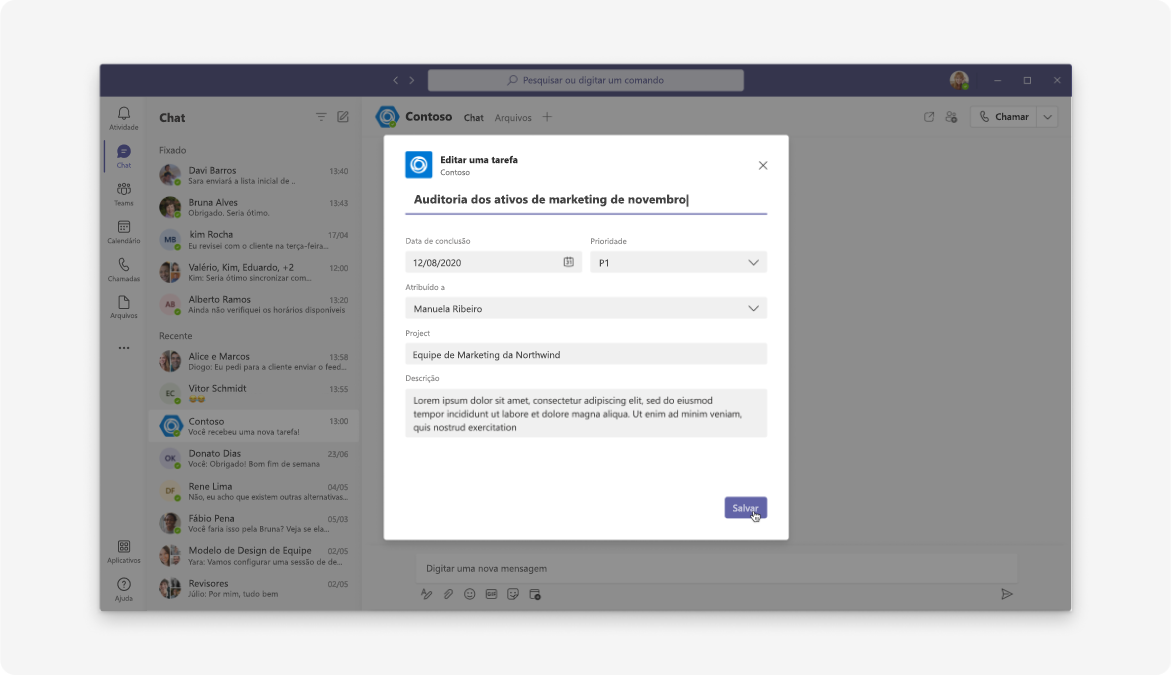 Pesquisar ou digitar um comando
Atividade
Chat
Teams
Calendário
Chamadas
Arquivos
Aplicativos
Ajuda
Chat
Fixado
Davi Barros 13:40
Sara enviará a lista inicial de ..
Bruna Alves 13:43
Obrigado. Seria ótimo.
MB
kim Rocha 17/04
Eu revisei com o cliente na terça-feira...
Valério, Kim, Eduardo, +2 12:00
Kim: Seria ótimo sincronizar com...
AB
Alberto Ramos 13:20
Ainda não verifiquei os horários disponíveis
Recente
Alice e Marcos 13:58
Diogo: Eu pedi para a cliente enviar o feed...
EC
Vitor Schmidt 13:55
😂😂
Contoso 13:00
Você recebeu uma nova tarefa!
OK
Donato Dias 23/06
Você: Obrigado! Bom fim de semana
DF
Rene Lima 04/05
Não, eu acho que existem outras alternativas...
Fábio Pena 05/03
Você faria isso pela Bruna? Veja se ela...
Modelo de Design de Equipe 02/05
Yara: Vamos configurar uma sessão de de...
Revisores 02/05
Júlio: Por mim, tudo bem
Contoso Chat Arquivos
Chamar
Editar uma tarefa
Contoso
Auditoria dos ativos de marketing de novembro
Data de conclusão
12/08/2020
Prioridade
P1
Atribuído a
Manuela Ribeiro
Project
Equipe de Marketing da Northwind
Descrição
Lorem ipsum dolor sit amet, consectetur adipiscing elit, sed do eiusmod
tempor incididunt ut labore et dolore magna aliqua. Ut enim ad minim veniam,
quis nostrud exercitation
Salvar
Digitar uma nova mensagem
GIF